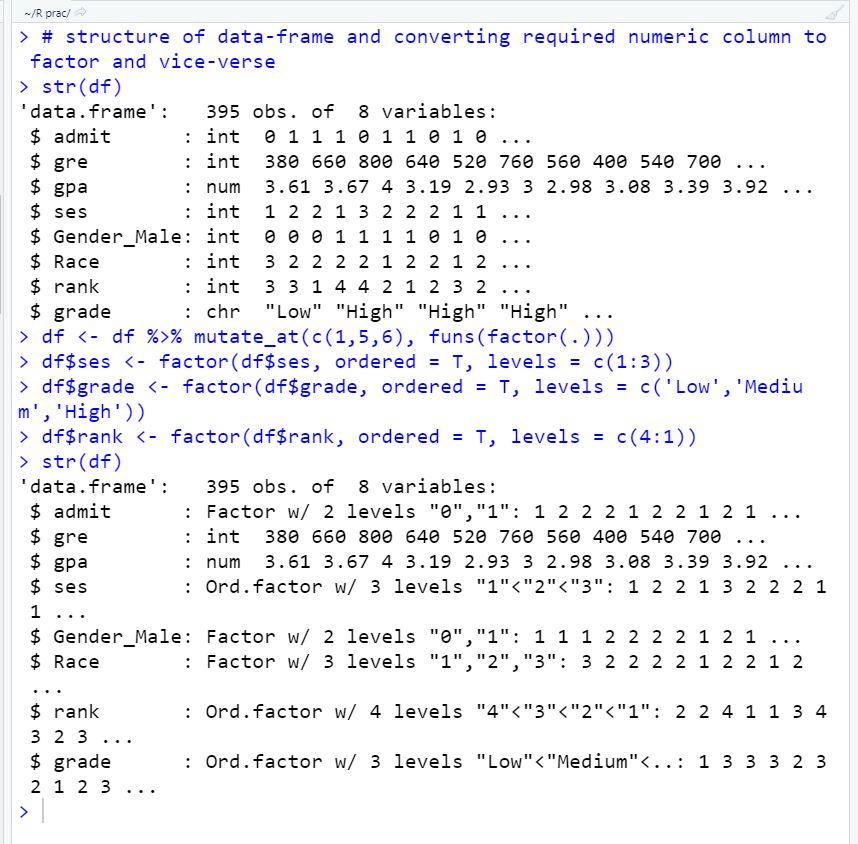 ~/R prac/
> # structure of data-frame and converting required numeric column to
 factor and vice-verse
> str(df)
'data.frame':   395 obs. of  8 variables:
 $ admit      : int  0 1 1 1 0 1 1 0 1 0 ...
 $ gre        : int  380 660 800 640 520 760 560 400 540 700 ...
 $ gpa        : num  3.61 3.67 4 3.19 2.93 3 2.98 3.08 3.39 3.92 ...
 $ ses        : int  1 2 2 1 3 2 2 2 1 1 ...
 $ Gender_Male: int  0 0 0 1 1 1 1 0 1 0 ...
 $ Race       : int  3 2 2 2 2 1 2 2 1 2 ...
 $ rank       : int  3 3 1 4 4 2 1 2 3 2 ...
 $ grade      : chr  "Low" "High" "High" "High" ...
> df <- df %>% mutate_at(c(1,5,6), funs(factor(.)))
> df$ses <- factor(df$ses, ordered = T, levels = c(1:3))
> df$grade <- factor(df$grade, ordered = T, levels = c('Low','Mediu
m','High'))
> df$rank <- factor(df$rank, ordered = T, levels = c(4:1))
> str(df)
'data.frame':   395 obs. of  8 variables:
 $ admit      : Factor w/ 2 levels "0","1": 1 2 2 2 1 2 2 1 2 1 ...
 $ gre        : int  380 660 800 640 520 760 560 400 540 700 ...
 $ gpa        : num  3.61 3.67 4 3.19 2.93 3 2.98 3.08 3.39 3.92 ...
 $ ses        : Ord.factor w/ 3 levels "1"<"2"<"3": 1 2 2 1 3 2 2 2 1
1 ...
 $ Gender_Male: Factor w/ 2 levels "0","1": 1 1 1 2 2 2 2 1 2 1 ...
 $ Race       : Factor w/ 3 levels "1","2","3": 3 2 2 2 2 1 2 2 1 2
...
 $ rank       : Ord.factor w/ 4 levels "4"<"3"<"2"<"1": 2 2 4 1 1 3 4
3 2 3 ...
 $ grade      : Ord.factor w/ 3 levels "Low"<"Medium"<..: 1 3 3 3 2 3
2 1 2 3 ...
>